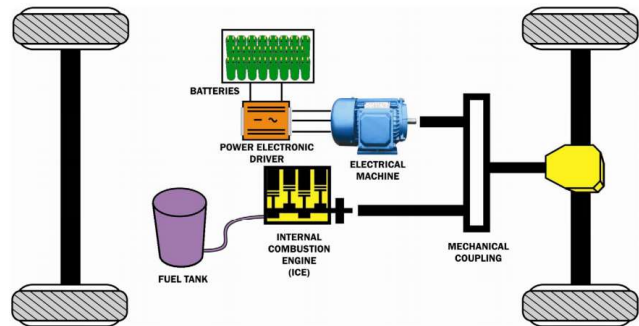 BATTERIES
POWER ELECTRONIC
DRIVER
ELECTRICAL
MACHINE
INTERNAL
COMBUSTION
ENGINE
(ICE)
FUEL TANK
MECHANICAL
COUPLING